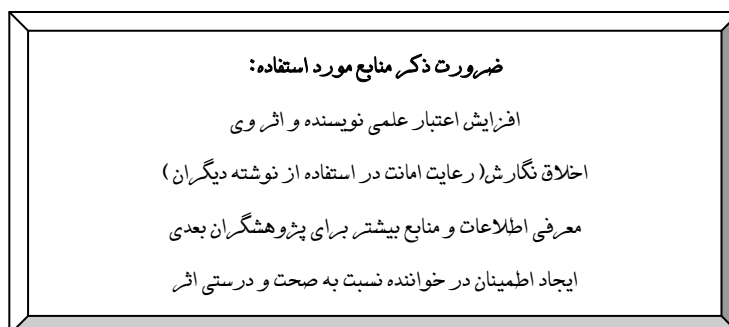 ضرورت ذکر منابع مورد استفاده:
افزایش اعتبار علمی نویسنده و اثر وی
اخلاق نگارش( رعایت امانت در استفاده از نوشته دیگران )
معرفی اطلاعات و منابع بیشتر برای پژوهشگران بعدی
ایجاد اطمینان در خواننده نسبت به صحت و درستی اثر